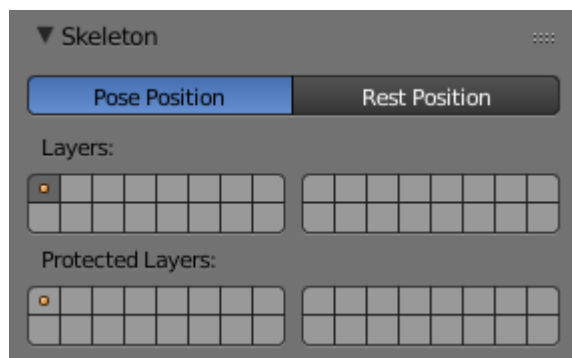 Skeleton
Pose Position Rest Position
Layers:
Protected Layers: